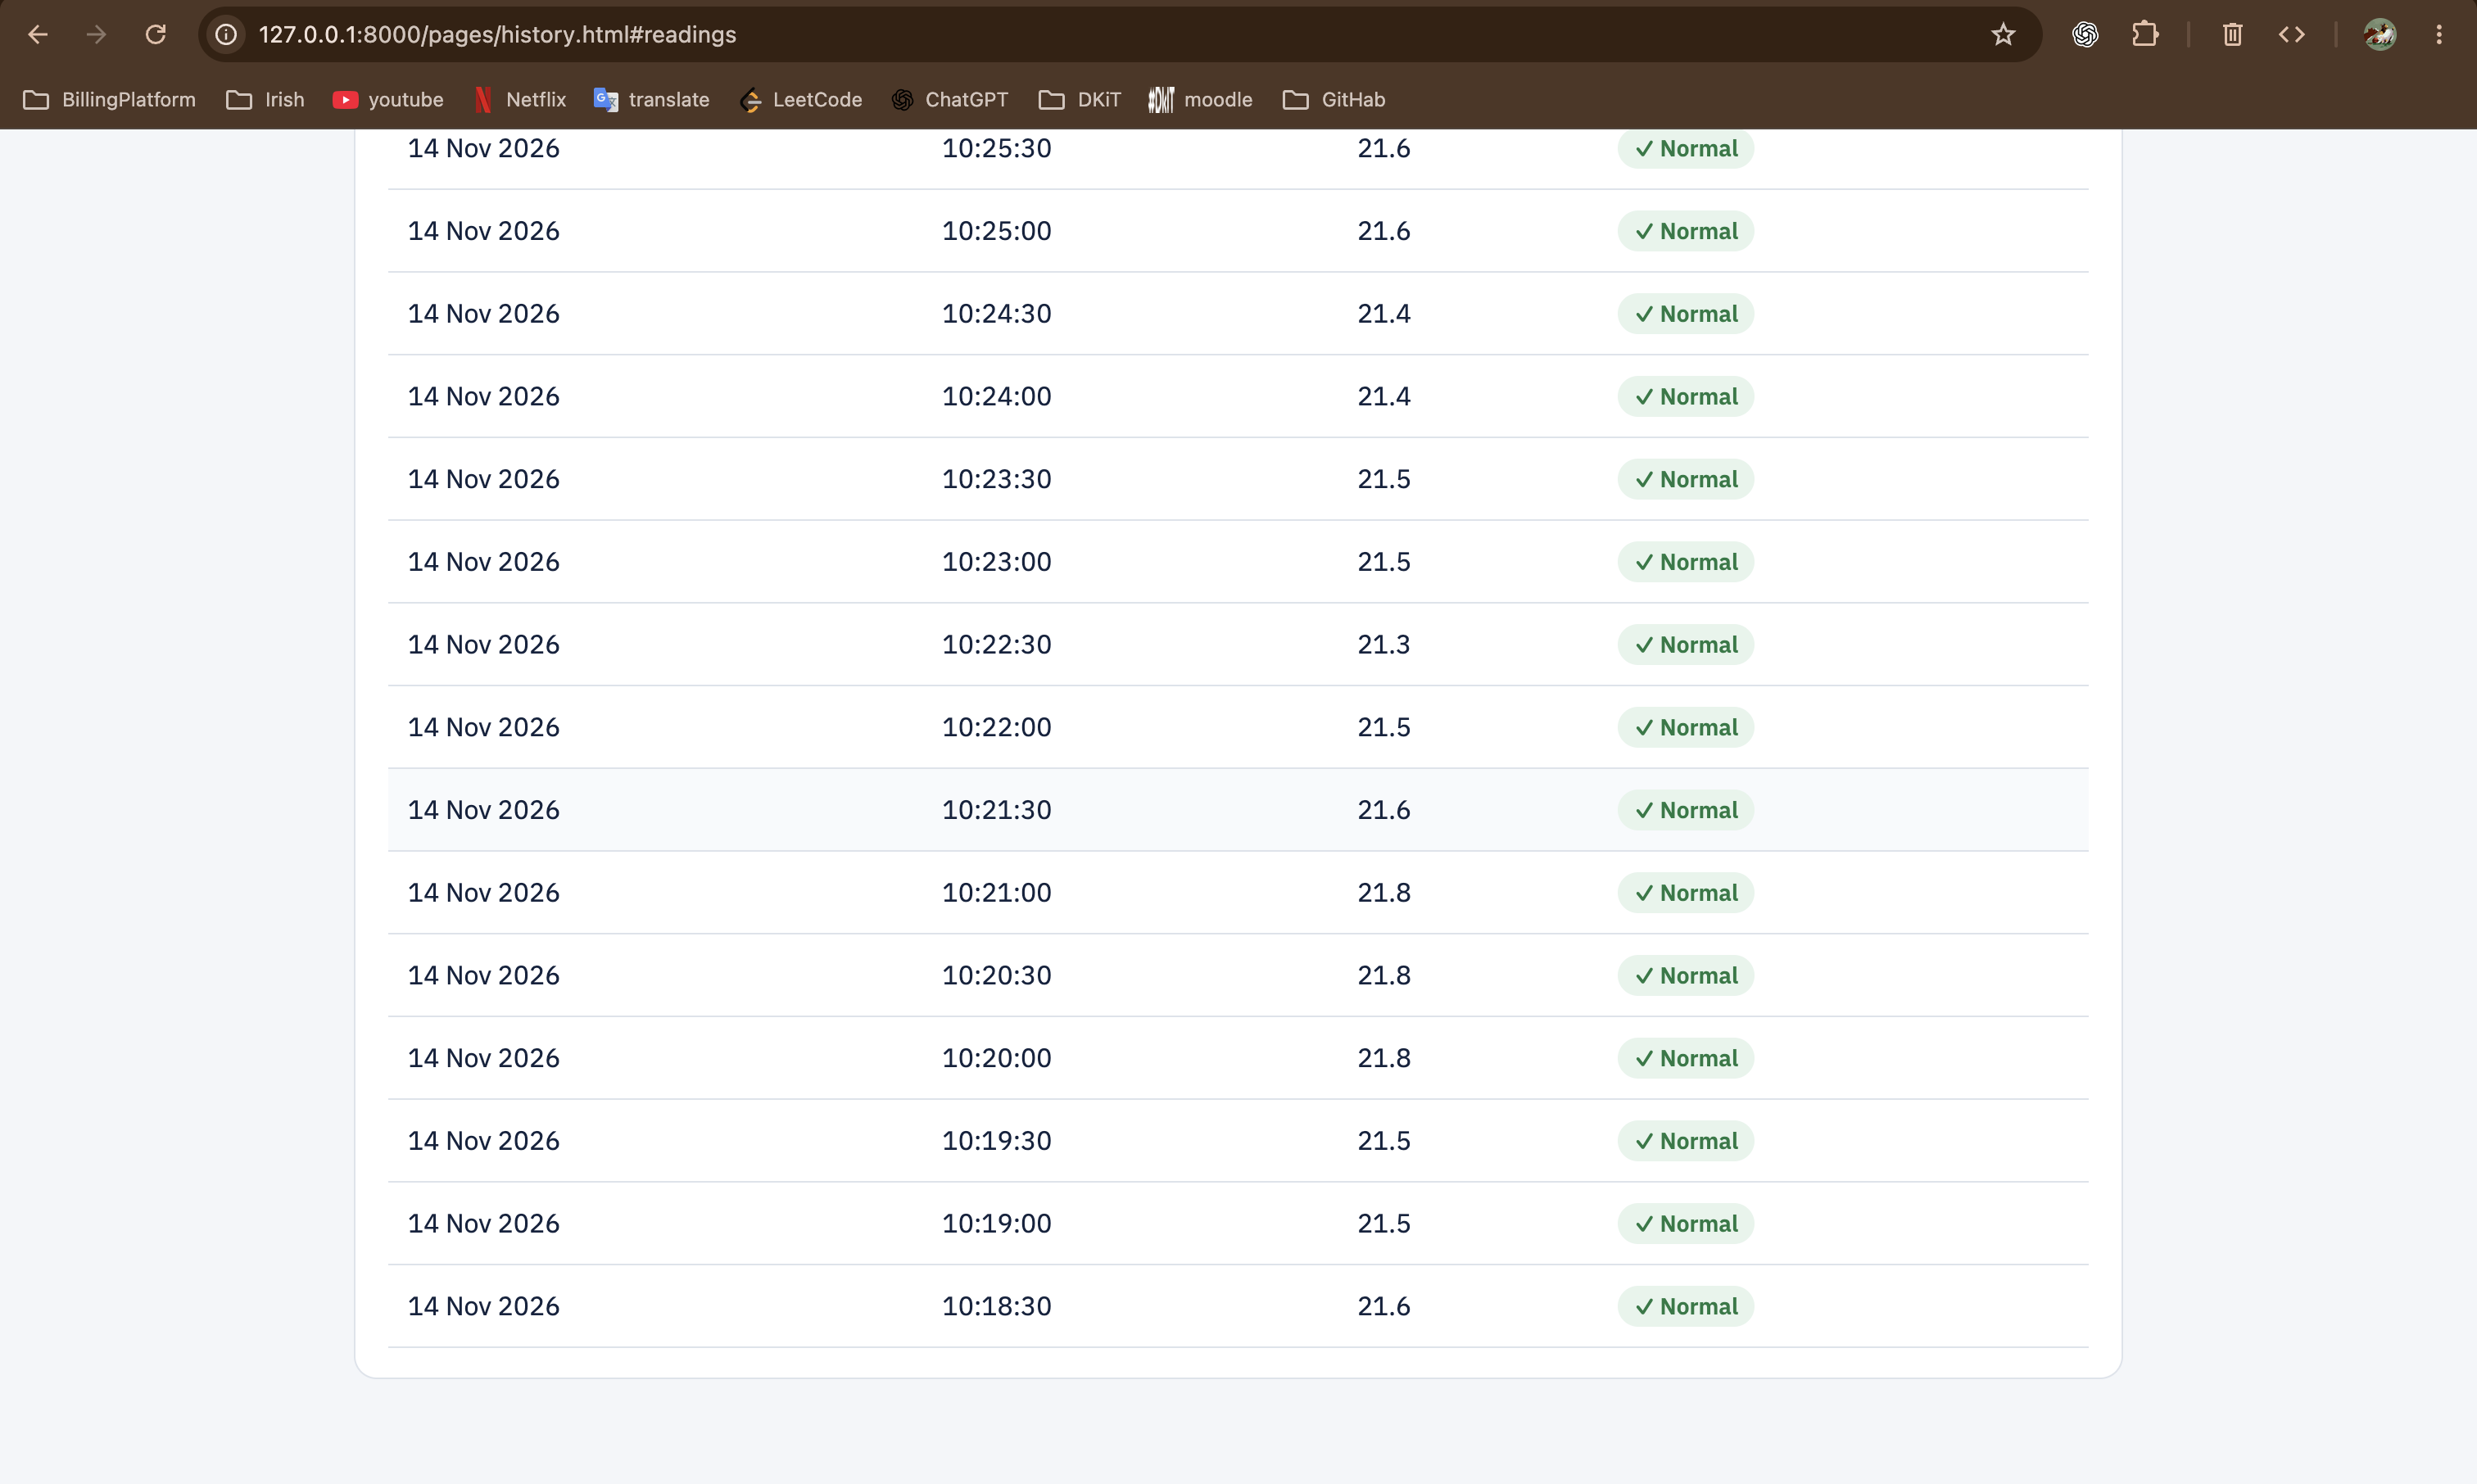 127.0.0.1:8000/pages/history.html#readings
BillingPlatform Irish youtube Netflix translate LeetCode ChatGPT DKiT #DkIT moodle GitHab
14 Nov 2026 10:25:30 21.6 ✓ Normal
14 Nov 2026 10:25:00 21.6 ✓ Normal
14 Nov 2026 10:24:30 21.4 ✓ Normal
14 Nov 2026 10:24:00 21.4 ✓ Normal
14 Nov 2026 10:23:30 21.5 ✓ Normal
14 Nov 2026 10:23:00 21.5 ✓ Normal
14 Nov 2026 10:22:30 21.3 ✓ Normal
14 Nov 2026 10:22:00 21.5 ✓ Normal
14 Nov 2026 10:21:30 21.6 ✓ Normal
14 Nov 2026 10:21:00 21.8 ✓ Normal
14 Nov 2026 10:20:30 21.8 ✓ Normal
14 Nov 2026 10:20:00 21.8 ✓ Normal
14 Nov 2026 10:19:30 21.5 ✓ Normal
14 Nov 2026 10:19:00 21.5 ✓ Normal
14 Nov 2026 10:18:30 21.6 ✓ Normal